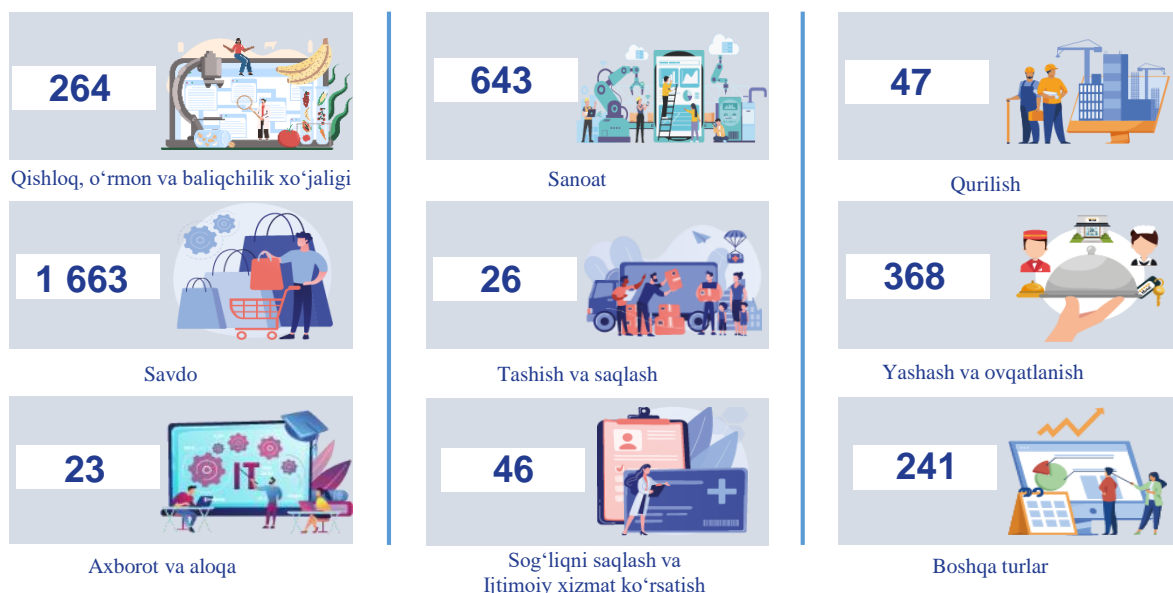 264
Qishloq, o‘rmon va baliqchilik xo‘jaligi
643
Sanoat
47
Qurilish
1 663
Savdo
26
Tashish va saqlash
368
Yashash va ovqatlanish
23
IT
Axborot va aloqa
46
Sog‘liqni saqlash va
Ijtimoiy xizmat ko‘rsatish
241
Boshqa turlar